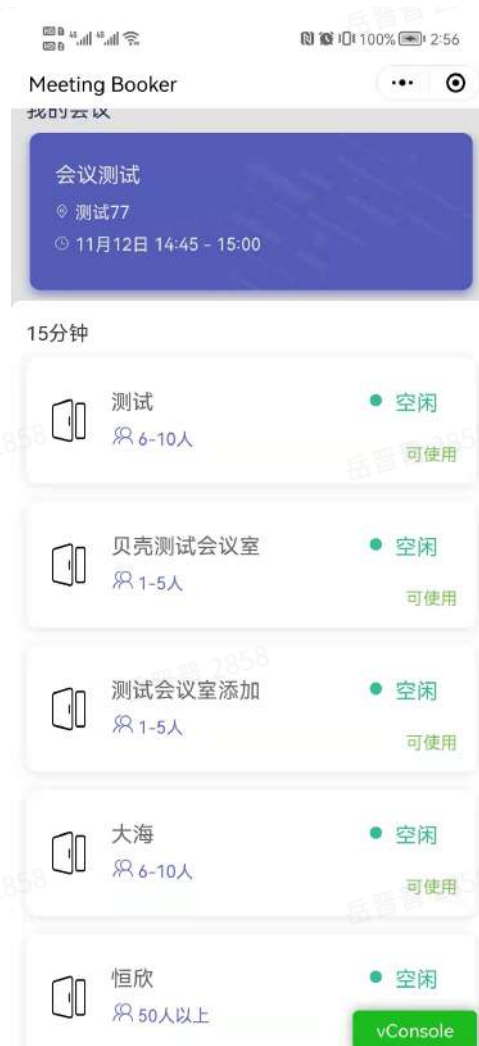 100% 2:56
Meeting Booker
我的会议
会议测试
测试77
11月12日 14:45 - 15:00
15分钟
测试
空闲
6-10人
可使用
贝壳测试会议室
空闲
1-5人
可使用
测试会议室添加
空闲
1-5人
可使用
大海
空闲
6-10人
可使用
恒欣
空闲
50人以上
vConsole